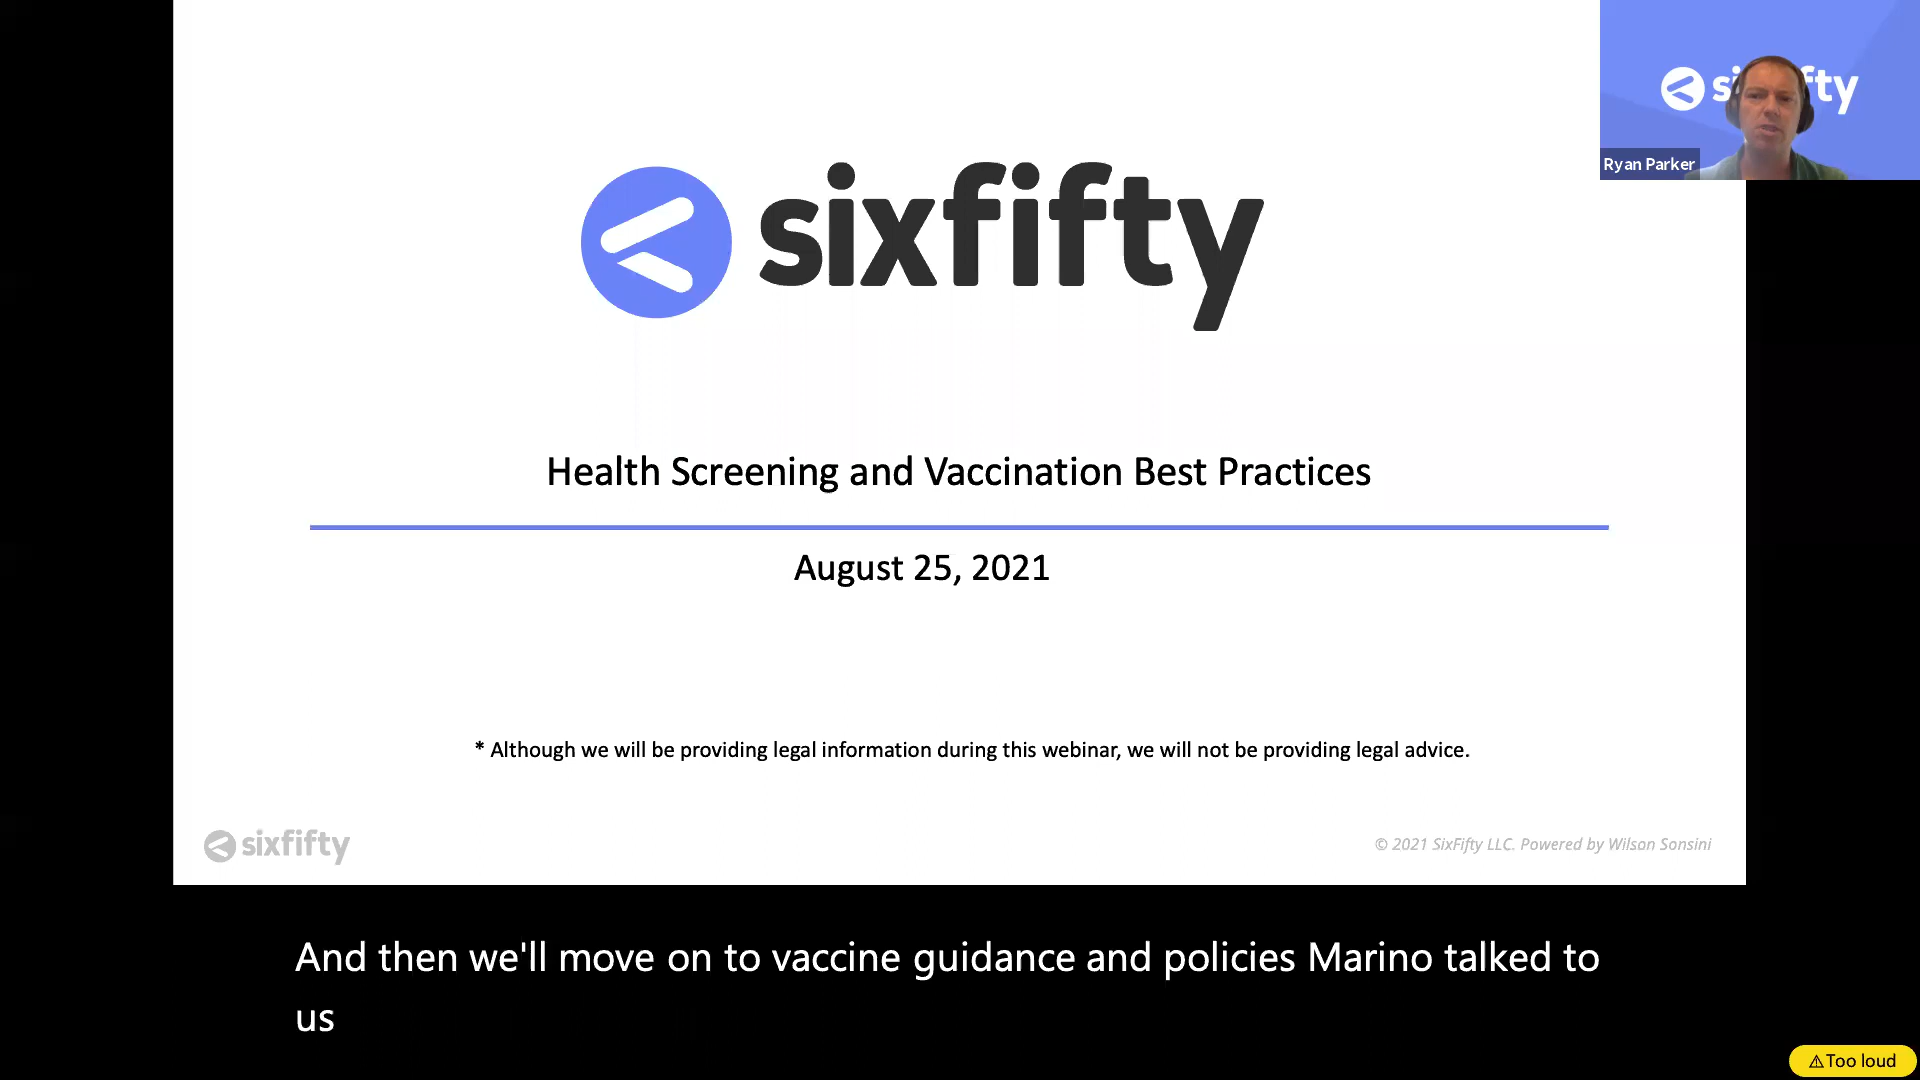 sixfifty
Ryan Parker
sixfifty
Health Screening and Vaccination Best Practices
August 25, 2021
* Although we will be providing legal information during this webinar, we will not be providing legal advice.
sixfifty
© 2021 SixFifty LLC. Powered by Wilson Sonsini
And then we'll move on to vaccine guidance and policies Marino talked to
us
⚠Too loud